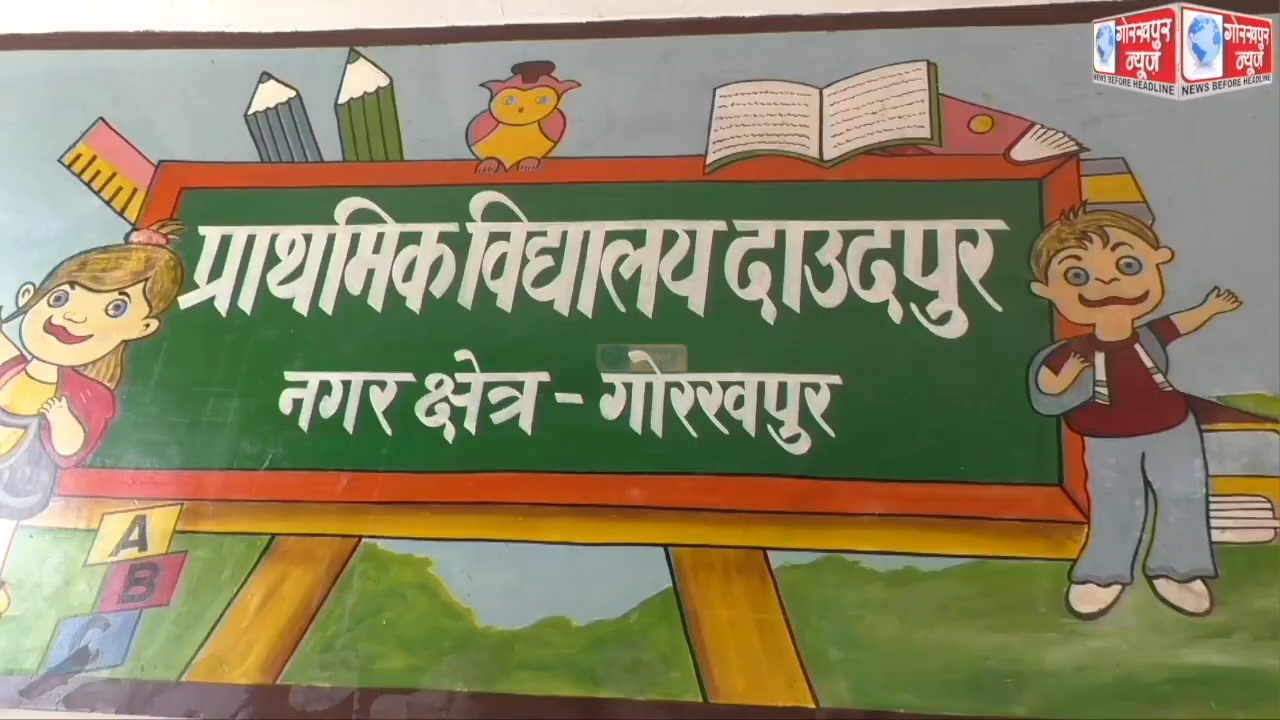 गोरखपुर न्यूज़
NEWS BEFORE HEADLINE
गोरखपुर न्यूज़
NEWS BEFORE HEADLINE
प्राथमिक विद्यालय दाउदपुर
नगर क्षेत्र - गोरखपुर
A
B
C